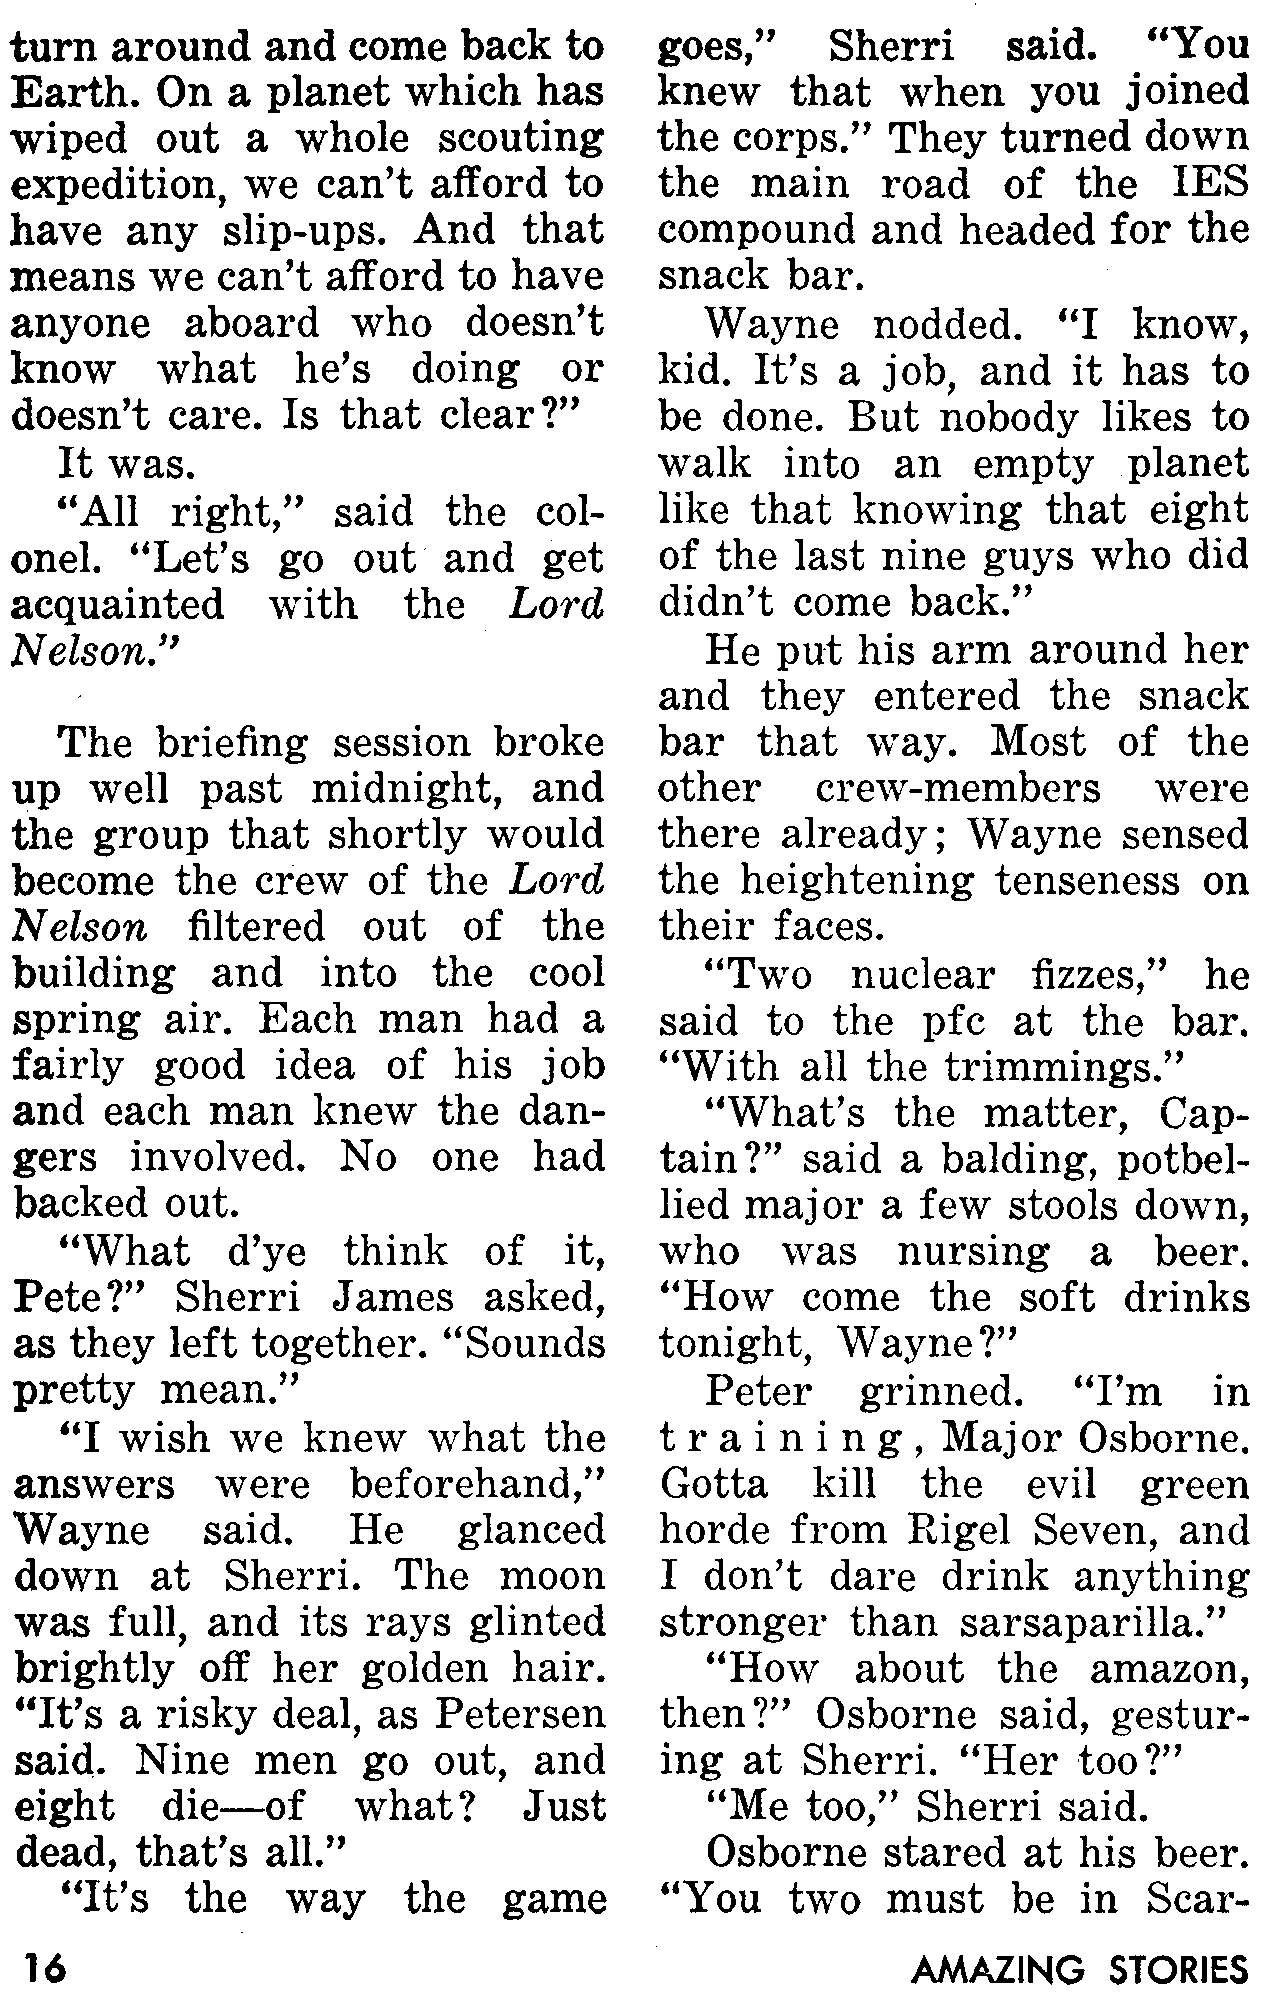 turn around and come back to
Earth. On a planet which has
wiped out a whole scouting
expedition, we can't afford to
have any slip-ups. And that
means we can't afford to have
anyone aboard who doesn't
know what he's doing or
doesn't care. Is that clear?”
It was.
“All right,” said the col-
onel. “Let's go out and get
acquainted with the Lord
Nelson.”
The briefing session broke
up well past midnight, and
the group that shortly would
become the crew of the Lord
Nelson filtered out of the
building and into the cool
spring air. Each man had a
fairly good idea of his job
and each man knew the dan-
gers involved. No one had
backed out.
“What d'ye think of it,
Pete?” Sherri James asked,
as they left together. “Sounds
pretty mean.”
“I wish we knew what the
answers were beforehand,”
Wayne said. He glanced
down at Sherri. The moon
was full, and its rays glinted
brightly off her golden hair.
“It's a risky deal, as Petersen
said. Nine men go out, and
eight die—of what? Just
dead, that's all.”
“It's the way the game
goes,” Sherri said. “You
knew that when you joined
the corps.” They turned down
the main road of the IES
compound and headed for the
snack bar.
Wayne nodded. “I know,
kid. It's a job, and it has to
be done. But nobody likes to
walk into an empty planet
like that knowing that eight
of the last nine guys who did
didn't come back.”
He put his arm around her
and they entered the snack
bar that way. Most of the
other crew-members were
there already; Wayne sensed
the heightening tenseness on
their faces.
“Two nuclear fizzes,” he
said to the pfc at the bar.
“With all the trimmings.”
“What's the matter, Cap-
tain?” said a balding, potbel-
lied major a few stools down,
who was nursing a beer.
“How come the soft drinks
tonight, Wayne?”
Peter grinned. “I'm in
training, Major Osborne.
Gotta kill the evil green
horde from Rigel Seven, and
I don't dare drink anything
stronger than sarsaparilla.”
“How about the amazon,
then?” Osborne said, gestur-
ing at Sherri. “Her too?”
“Me too,” Sherri said.
Osborne stared at his beer.
“You two must be in Scar-
16
AMAZING STORIES